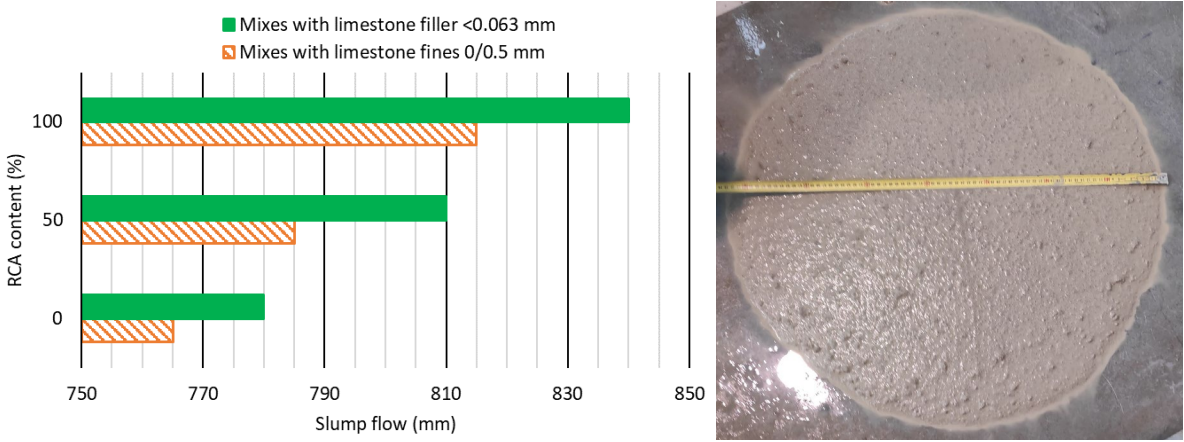 Mixes with limestone filler <0.063 mm
Mixes with limestone fines 0/0.5 mm
RCA content (%)
100
50
0
750 770 790 810 830 850
Slump flow (mm)